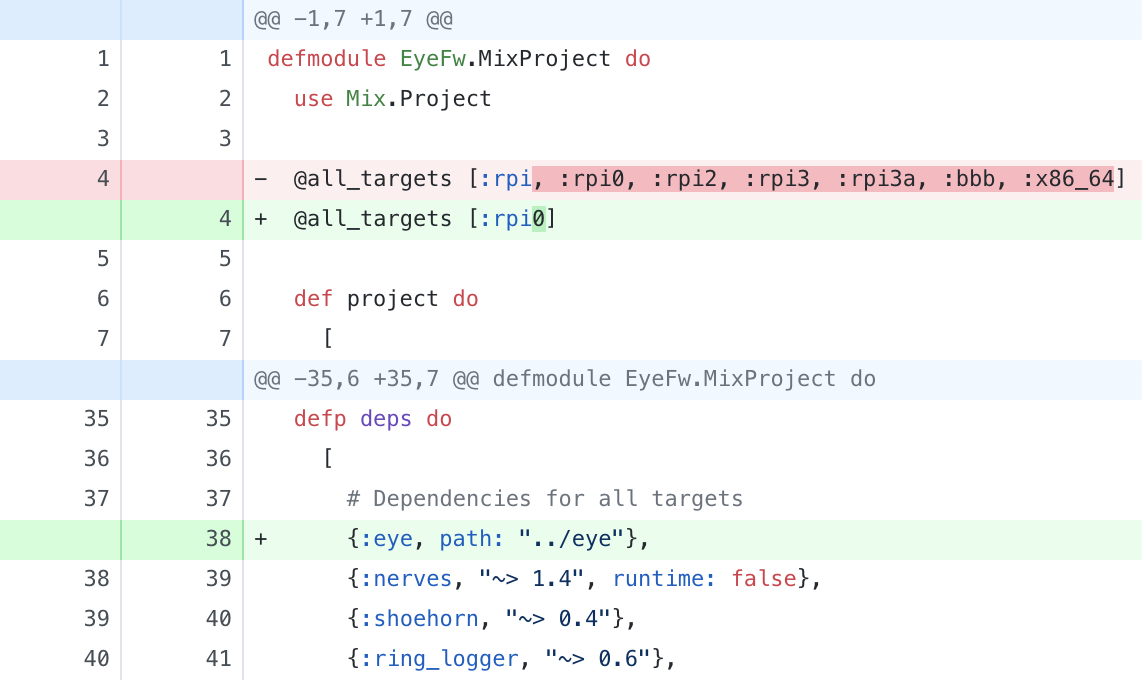 @@ -1,7 +1,7 @@
1 1 defmodule EyeFw.MixProject do
2 2 use Mix.Project
3 3
4 - @all_targets [:rpi, :rpi0, :rpi2, :rpi3, :rpi3a, :bbb, :x86_64]
4 + @all_targets [:rpi0]
5 5
6 6 def project do
7 7 [
@@ -35,6 +35,7 @@ defmodule EyeFw.MixProject do
35 35 defp deps do
36 36 [
37 37 # Dependencies for all targets
38 + {:eye, path: "../eye"},
38 39 {:nerves, "~> 1.4", runtime: false},
39 40 {:shoehorn, "~> 0.4"},
40 41 {:ring_logger, "~> 0.6"},